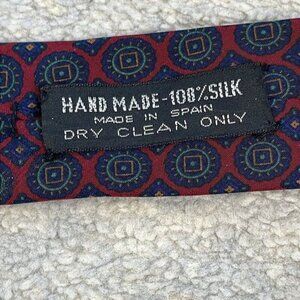 HAND MADE-100%SILK
MADE IN SPAIN
DRY CLEAN ONLY